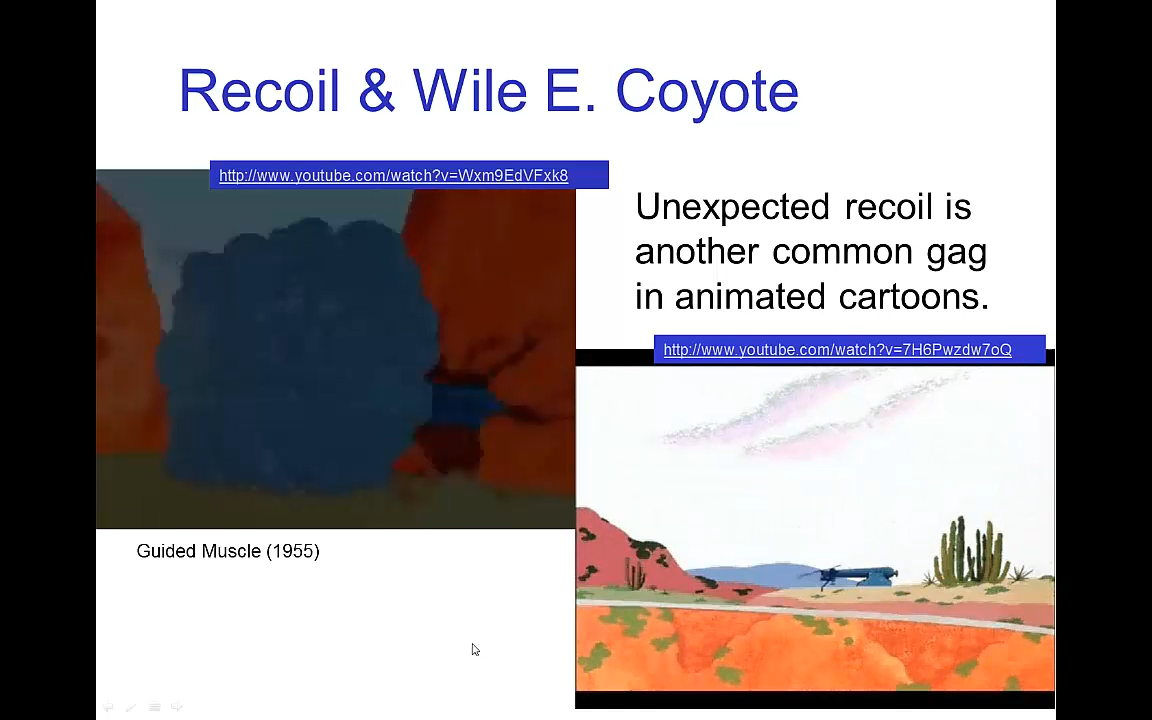 Recoil & Wile E. Coyote
http://www.youtube.com/watch?v=Wxm9EdVFxk8
Unexpected recoil is
another common gag
in animated cartoons.
http://www.youtube.com/watch?v=7H6Pwzdw7oQ
Guided Muscle (1955)